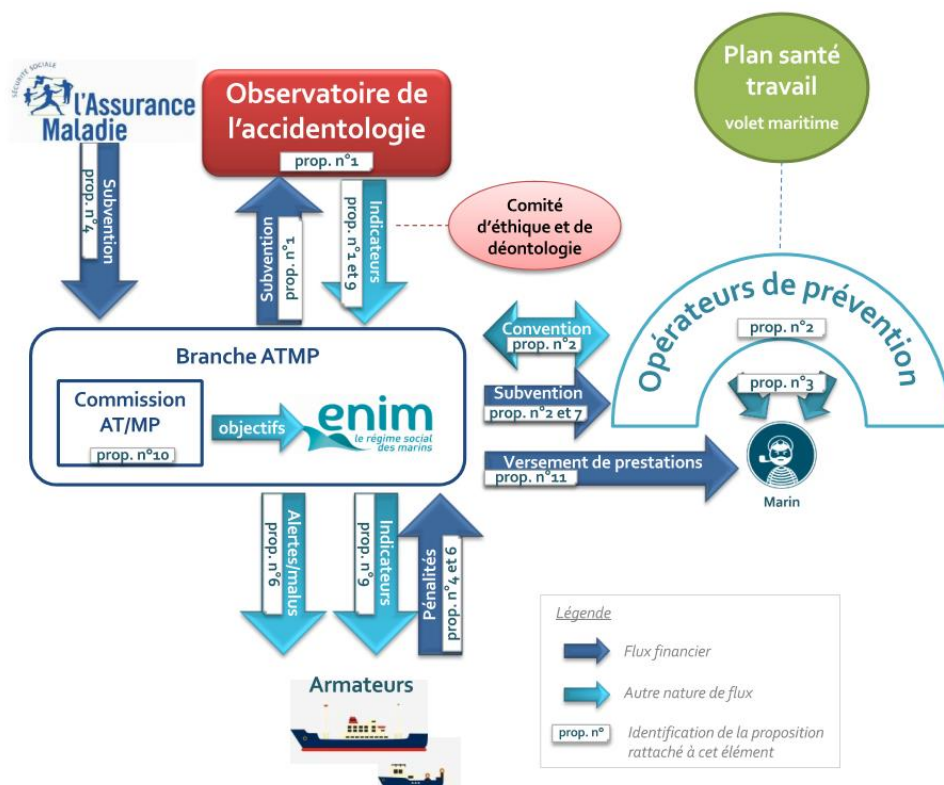 SÉCURITÉ SOCIALE
l'Assurance
Maladie
Observatoire de
l'accidentologie
prop. n°1
Plan santé
travail
volet maritime
Subvention
prop. n°4
Subvention
prop. n°1
Indicateurs
prop. n°1 et 9
Comité
d'éthique et de
déontologie
Opérateurs de prévention
prop. n°2
prop. n°3
Marin
Convention
prop. n°2
Subvention
prop. n°2 et 7
Versement de prestations
prop. n°11
Branche ATMP
Commission
AT/MP
prop. n°10
objectifs
enim
le régime social
des marins
Alertes/malus
prop. n°6
Indicateurs
prop. n°9
Pénalités
prop. n°4 et 6
Armateurs
Légende
Flux financier
Autre nature de flux
prop. n°
Identification de la proposition
rattaché à cet élément